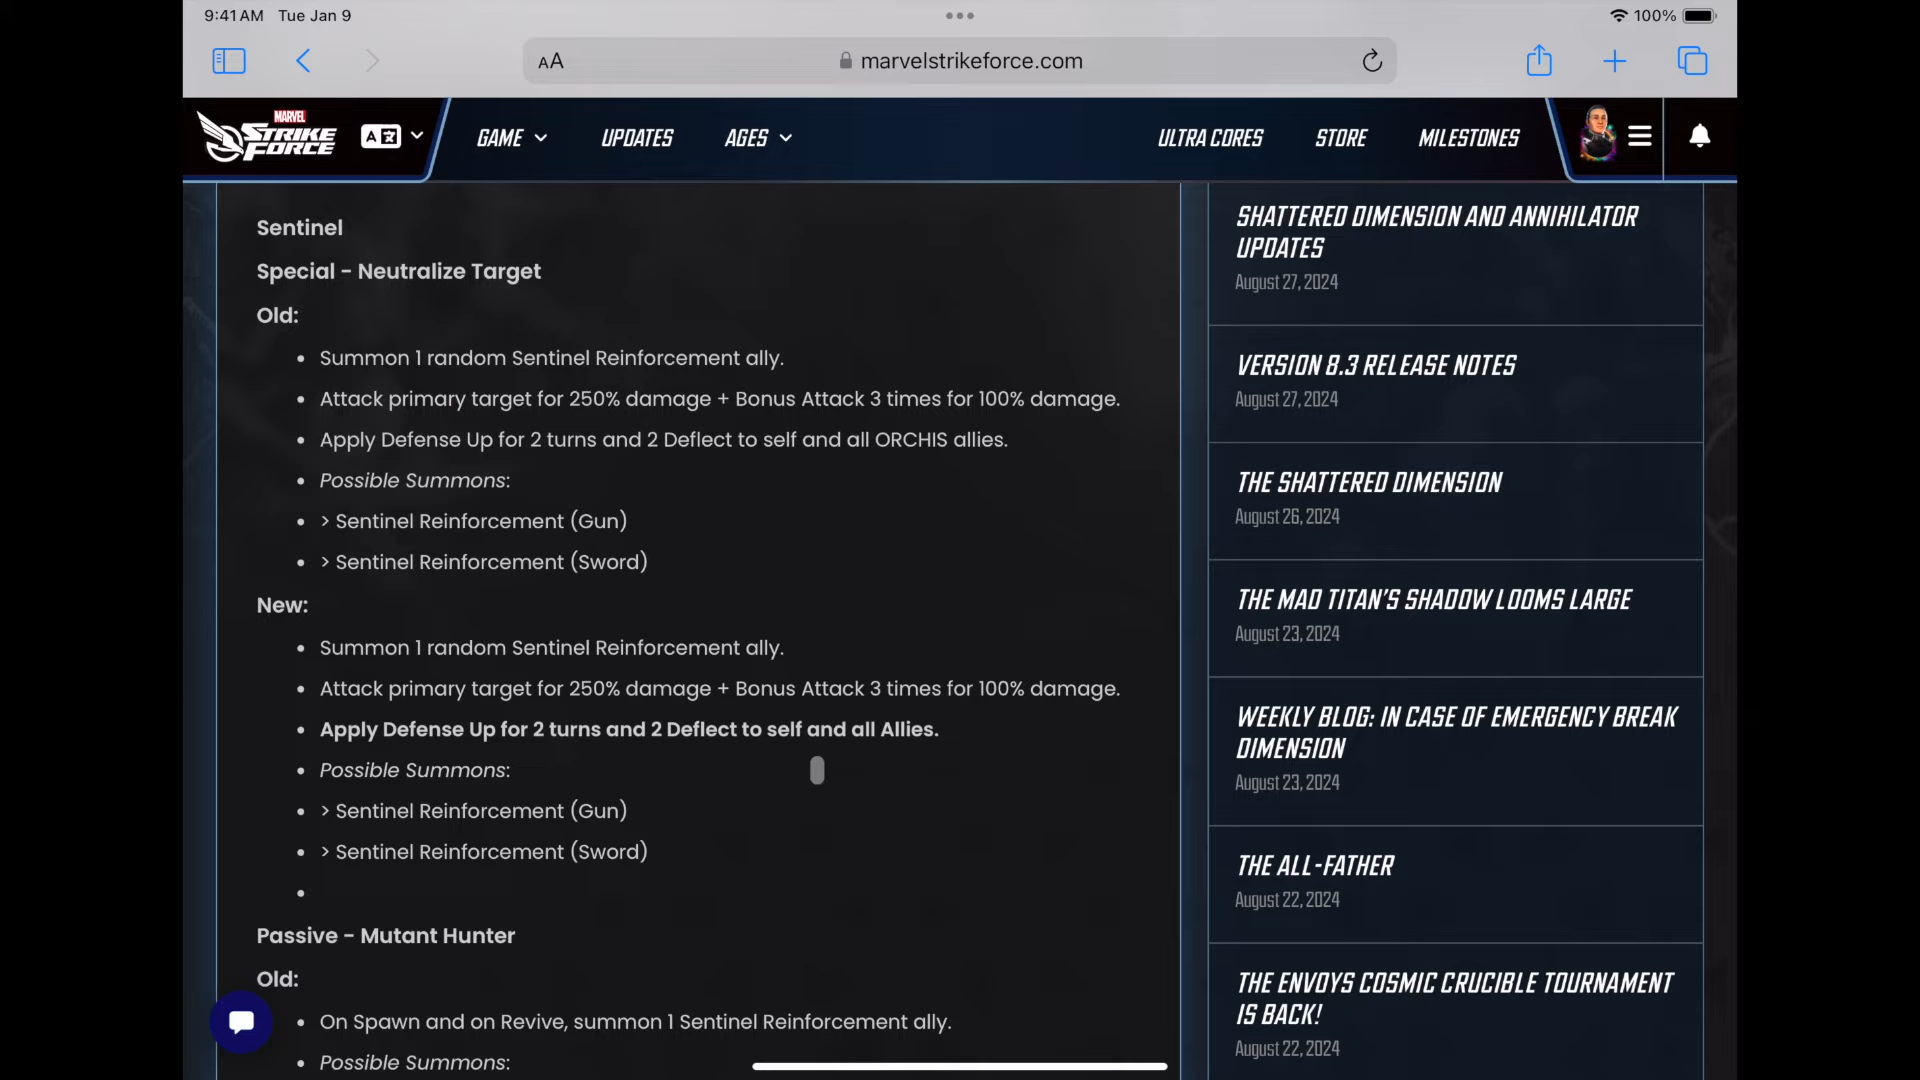 9:41 AM Tue Jan 9
100%
AA
marvelstrikeforce.com
MARVEL
STRIKE
FORCE
A
GAME
UPDATES
AGES
ULTRA CORES
STORE
MILESTONES
Sentinel
Special - Neutralize Target
Old:
• Summon 1 random Sentinel Reinforcement ally.
• Attack primary target for 250% damage + Bonus Attack 3 times for 100% damage.
• Apply Defense Up for 2 turns and 2 Deflect to self and all ORCHIS allies.
• Possible Summons:
• > Sentinel Reinforcement (Gun)
• > Sentinel Reinforcement (Sword)
New:
• Summon 1 random Sentinel Reinforcement ally.
• Attack primary target for 250% damage + Bonus Attack 3 times for 100% damage.
• Apply Defense Up for 2 turns and 2 Deflect to self and all Allies.
• Possible Summons:
• > Sentinel Reinforcement (Gun)
• > Sentinel Reinforcement (Sword)
•
Passive - Mutant Hunter
Old:
• On Spawn and on Revive, summon 1 Sentinel Reinforcement ally.
• Possible Summons:
SHATTERED DIMENSION AND ANNIHILATOR
UPDATES
August 27, 2024
VERSION 8.3 RELEASE NOTES
August 27, 2024
THE SHATTERED DIMENSION
August 26, 2024
THE MAD TITAN'S SHADOW LOOMS LARGE
August 23, 2024
WEEKLY BLOG: IN CASE OF EMERGENCY BREAK
DIMENSION
August 23, 2024
THE ALL-FATHER
August 22, 2024
THE ENVOYS COSMIC CRUCIBLE TOURNAMENT
IS BACK!
August 22, 2024